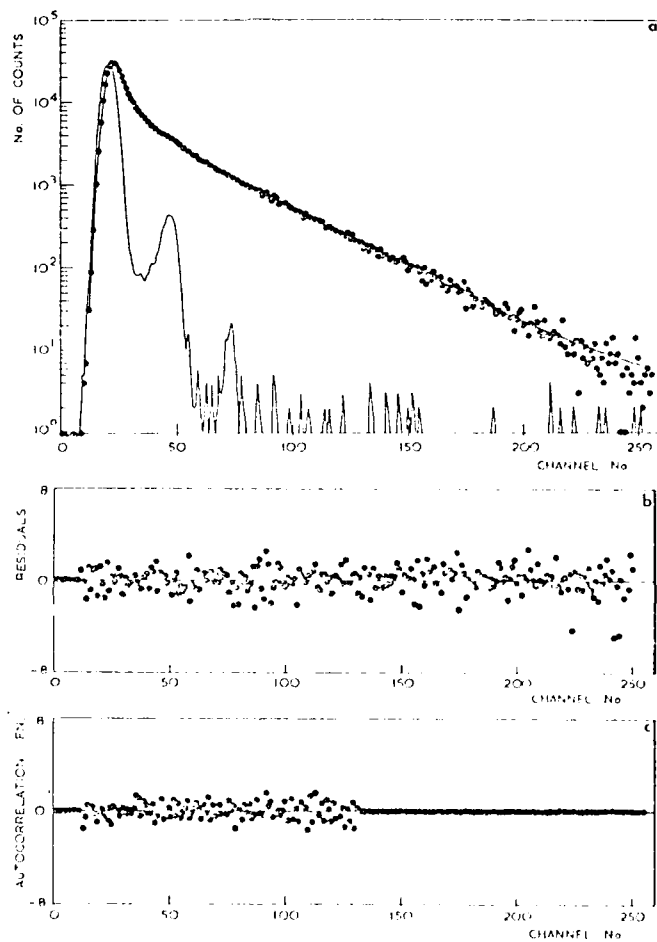 a
10⁵
10⁴
10³
10²
10¹
10⁰
No. OF COUNTS
0 50 100 150 200 250
CHANNEL No
b
8
0
-8
RESIDUALS
0 50 100 150 200 250
CHANNEL No
c
8
0
-8
AUTOCORRELATION FN.
0 50 100 150 200 250
CHANNEL No